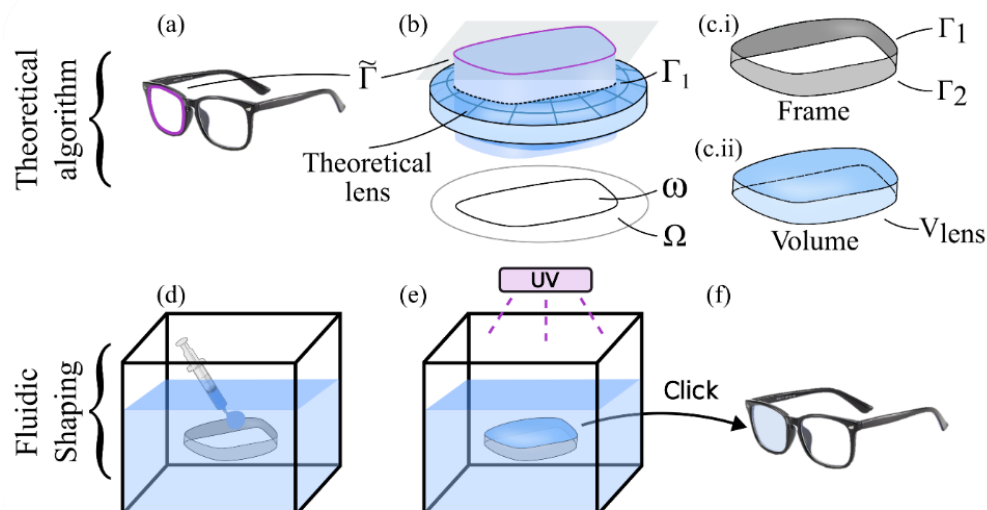 (a)
(b)
(c.i)
Γ̃
Γ1
Γ1
Γ2
Frame
Theoretical
algorithm
Theoretical
lens
(c.ii)
ω
Ω
Volume
Vlens
UV
(d)
(e)
(f)
Fluidic
Shaping
Click